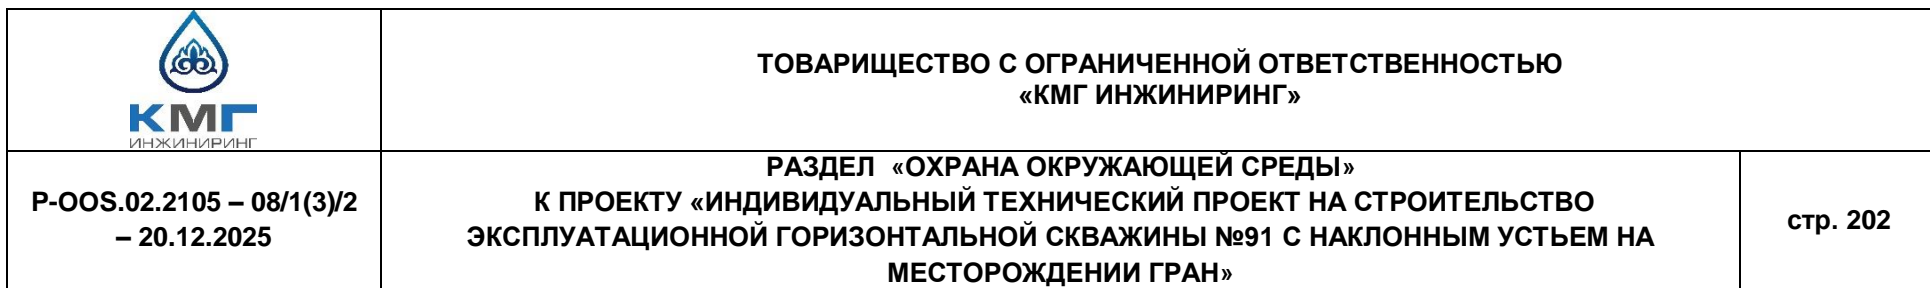 КМГ
ИНЖИНИРИНГ
ТОВАРИЩЕСТВО С ОГРАНИЧЕННОЙ ОТВЕТСТВЕННОСТЬЮ
«КМГ ИНЖИНИРИНГ»
P-OOS.02.2105 – 08/1(3)/2
– 20.12.2025
РАЗДЕЛ «ОХРАНА ОКРУЖАЮЩЕЙ СРЕДЫ»
К ПРОЕКТУ «ИНДИВИДУАЛЬНЫЙ ТЕХНИЧЕСКИЙ ПРОЕКТ НА СТРОИТЕЛЬСТВО
ЭКСПЛУАТАЦИОННОЙ ГОРИЗОНТАЛЬНОЙ СКВАЖИНЫ №91 С НАКЛОННЫМ УСТЬЕМ НА
МЕСТОРОЖДЕНИИ ГРАН»
стр. 202